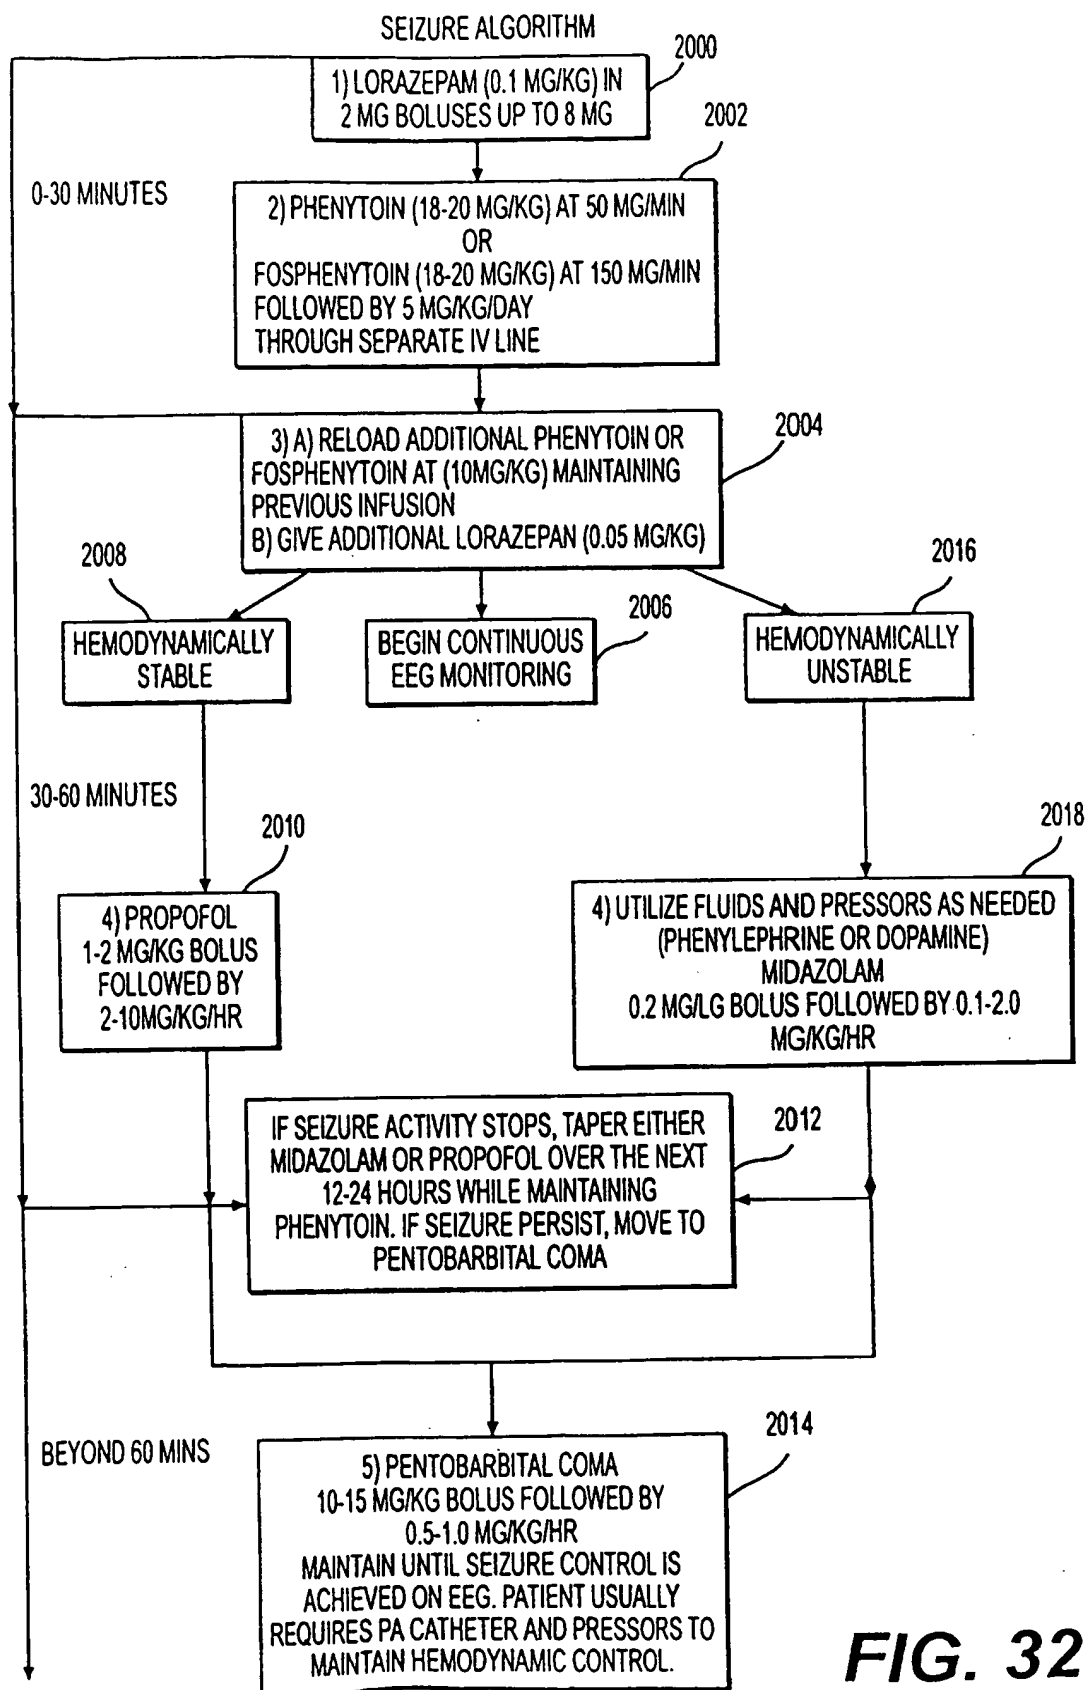 SEIZURE ALGORITHM
2000
1) LORAZEPAM (0.1 MG/KG) IN
2 MG BOLUSES UP TO 8 MG
2002
0-30 MINUTES
2) PHENYTOIN (18-20 MG/KG) AT 50 MG/MIN
OR
FOSPHENYTOIN (18-20 MG/KG) AT 150 MG/MIN
FOLLOWED BY 5 MG/KG/DAY
THROUGH SEPARATE IV LINE
2004
3) A) RELOAD ADDITIONAL PHENYTOIN OR
FOSPHENYTOIN AT (10MG/KG) MAINTAINING
PREVIOUS INFUSION
B) GIVE ADDITIONAL LORAZEPAN (0.05 MG/KG)
2008
HEMODYNAMICALLY
STABLE
2006
BEGIN CONTINUOUS
EEG MONITORING
2016
HEMODYNAMICALLY
UNSTABLE
30-60 MINUTES
2010
4) PROPOFOL
1-2 MG/KG BOLUS
FOLLOWED BY
2-10MG/KG/HR
2018
4) UTILIZE FLUIDS AND PRESSORS AS NEEDED
(PHENYLEPHRINE OR DOPAMINE)
MIDAZOLAM
0.2 MG/LG BOLUS FOLLOWED BY 0.1-2.0
MG/KG/HR
2012
IF SEIZURE ACTIVITY STOPS, TAPER EITHER
MIDAZOLAM OR PROPOFOL OVER THE NEXT
12-24 HOURS WHILE MAINTAINING
PHENYTOIN. IF SEIZURE PERSIST, MOVE TO
PENTOBARBITAL COMA
BEYOND 60 MINS
2014
5) PENTOBARBITAL COMA
10-15 MG/KG BOLUS FOLLOWED BY
0.5-1.0 MG/KG/HR
MAINTAIN UNTIL SEIZURE CONTROL IS
ACHIEVED ON EEG. PATIENT USUALLY
REQUIRES PA CATHETER AND PRESSORS TO
MAINTAIN HEMODYNAMIC CONTROL.
FIG. 32